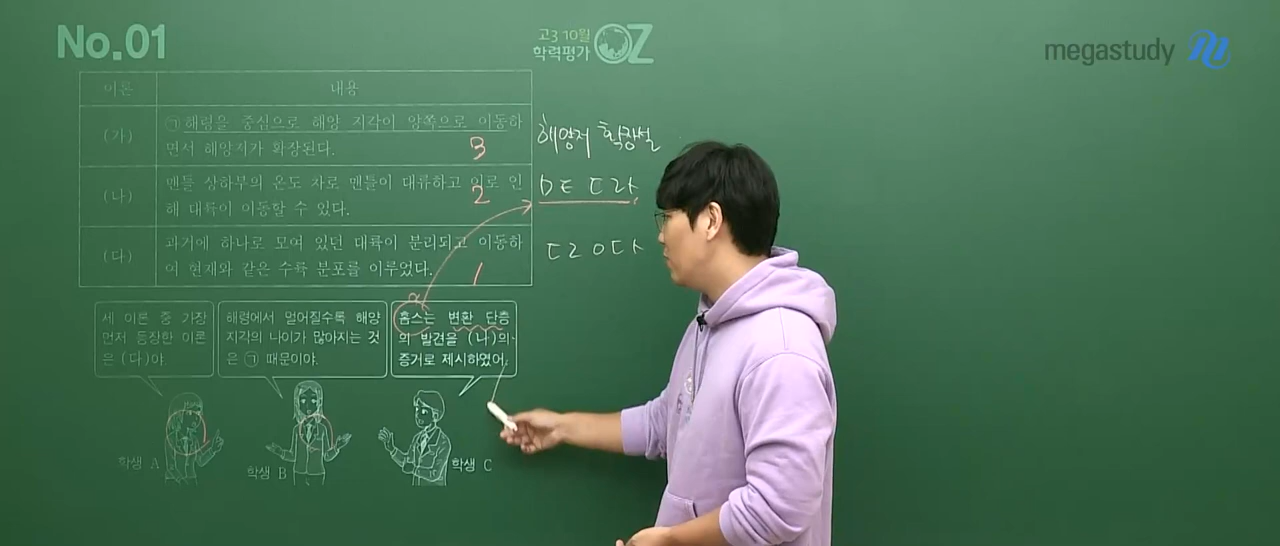 No.01
고3 10월
학력평가 OZ
megastudy
이론 내용
(가) ㉠해령을 중심으로 해양 지각이 양쪽으로 이동하
면서 해양저가 확장된다.
3
해양저 확장설
(나) 맨틀 상하부의 온도 차로 맨틀이 대류하고 이로 인
해 대륙이 이동할 수 있다.
2
ㅁㅌㄷㄹ
(다) 과거에 하나로 모여 있던 대륙이 분리되고 이동하
여 현재와 같은 수륙 분포를 이루었다.
1
세 이론 중 가장
먼저 등장한 이론
은 (다)야.
해령에서 멀어질수록 해양
지각의 나이가 많아지는 것
은 ㉠ 때문이야.
홈스는 변환 단층
의 발견을 (나)의
증거로 제시하였어.
학생 A
학생 B
학생 C